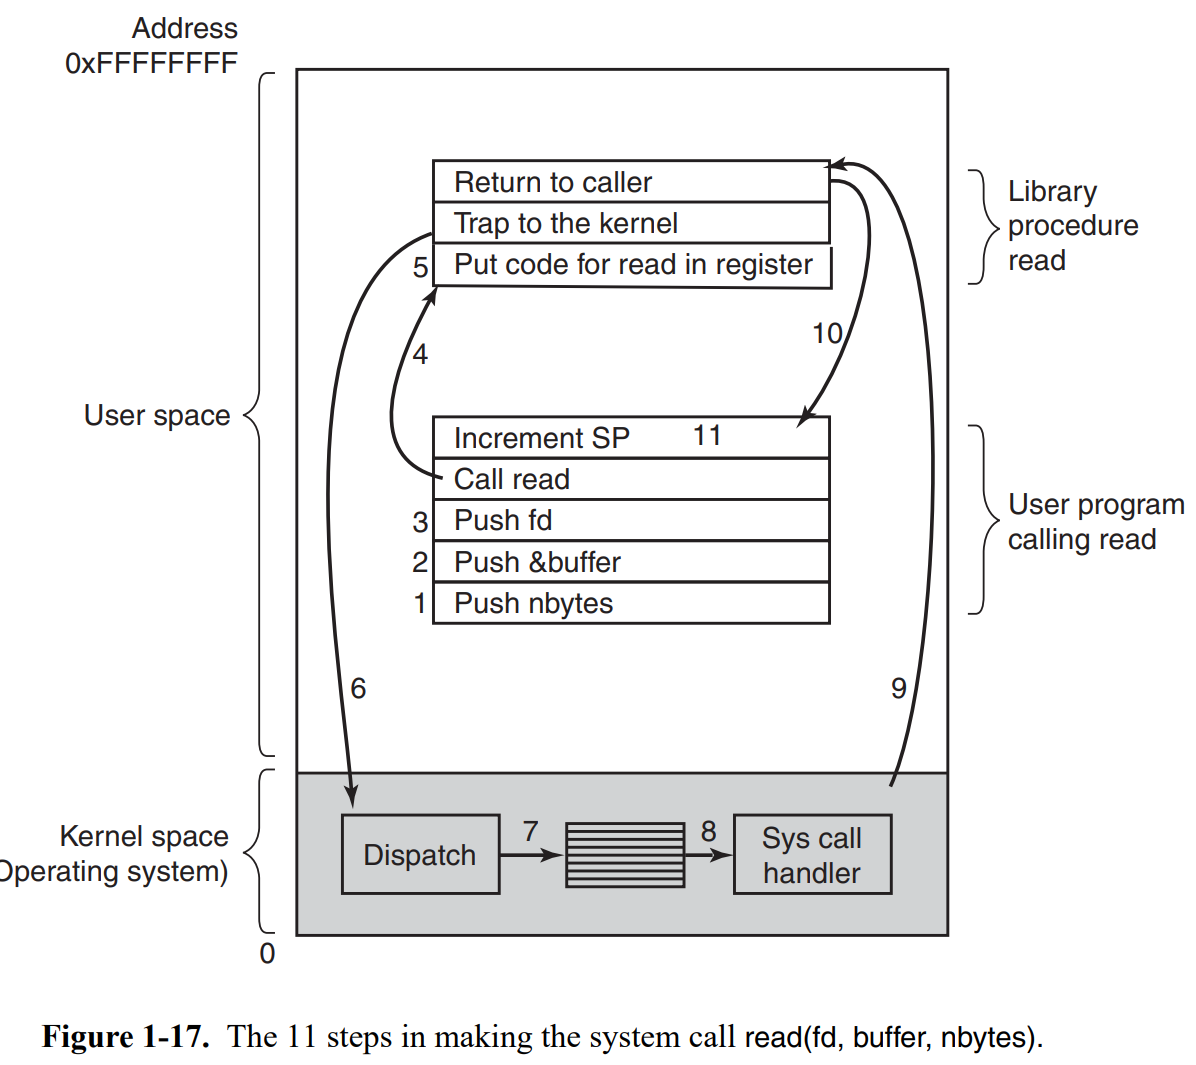 Address
0xFFFFFFFF
Return to caller
Trap to the kernel
5 Put code for read in register
Library
procedure
read
10
4
User space
Increment SP 11
Call read
3 Push fd
2 Push &buffer
1 Push nbytes
User program
calling read
6
9
Kernel space
Operating system)
Dispatch
7
8
Sys call
handler
0
Figure 1-17. The 11 steps in making the system call read(fd, buffer, nbytes).